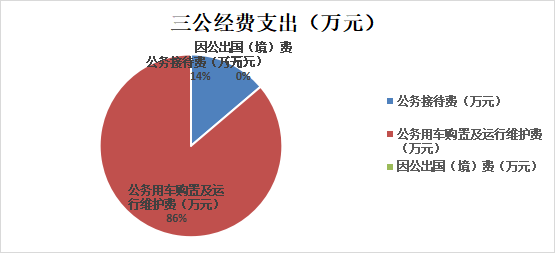 三公经费支出（万元）
因公出国（境）费
（万元）
0%
公务接待费（万元）
14%
公务用车购置及运
行维护费（万元）
86%
公务接待费（万元）
公务用车购置及运行维护费
（万元）
因公出国（境）费（万元）